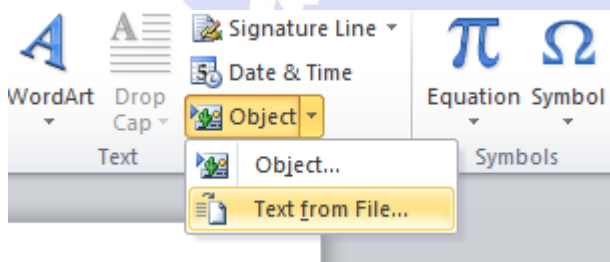 Signature Line
Date & Time
WordArt
Drop Cap
Object
Equation
Symbol
Text
Symbols
Object...
Text from File...